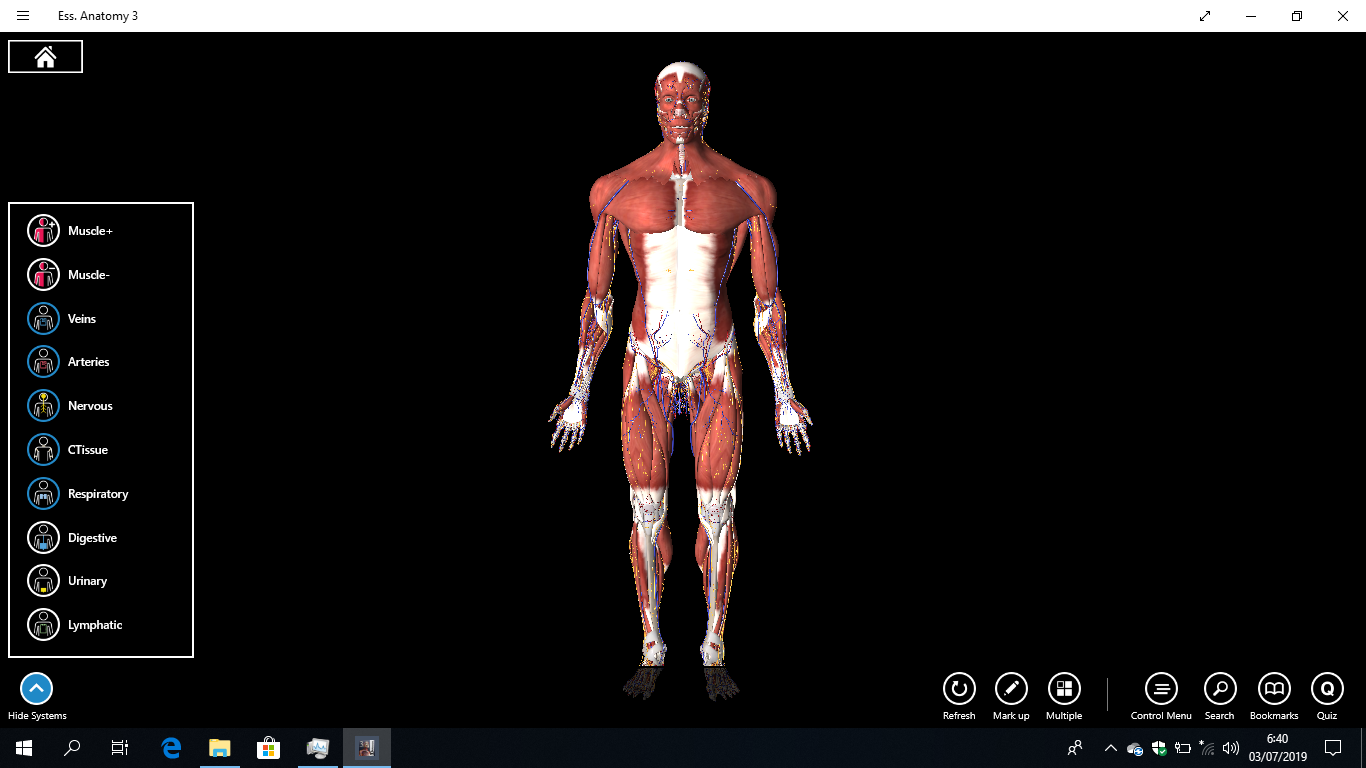 Ess. Anatomy 3
Muscle+
Muscle-
Veins
Arteries
Nervous
CTissue
Respiratory
Digestive
Urinary
Lymphatic
Hide Systems
Refresh
Mark up
Multiple
Control Menu
Search
Bookmarks
Q
Quiz
6:40
03/07/2019